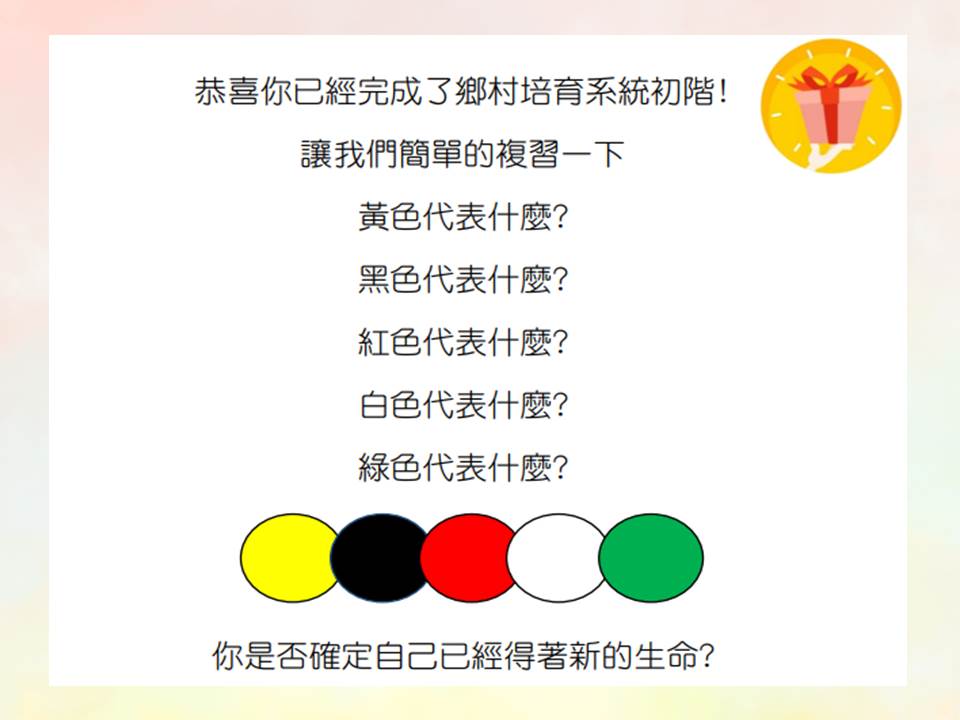 恭喜你已經完成了鄉村培育系統初階!
讓我們簡單的複習一下
黃色代表什麼?
黑色代表什麼?
紅色代表什麼?
白色代表什麼?
綠色代表什麼?
你是否確定自己已經得著新的生命?